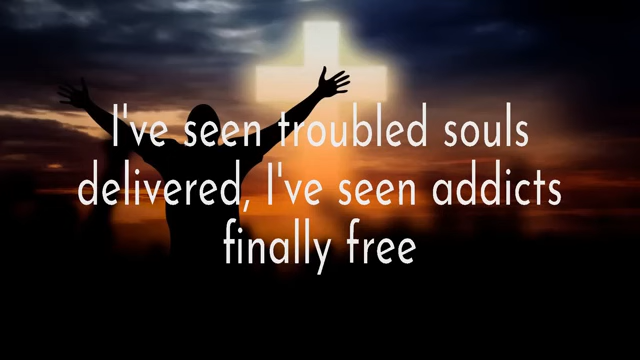 I've seen troubled souls
delivered, I've seen addicts
finally free